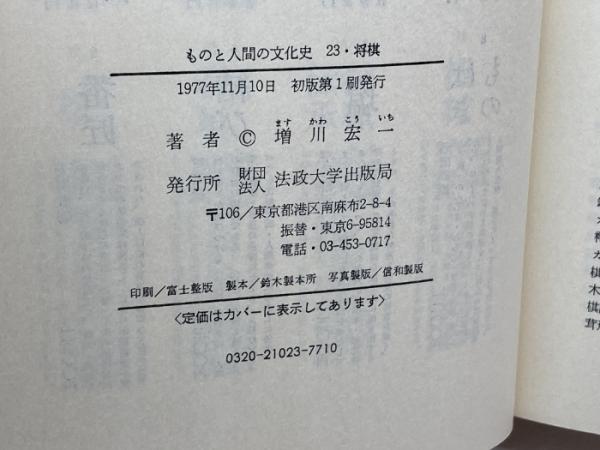 ものと人間の文化史 23・将棋
1977年11月10日 初版第1刷発行
ます かわ こう いち
著者 © 増川宏一
発行所 財団法人 法政大学出版局
〒106/東京都港区南麻布2-8-4
振替・東京6-95814
電話・03-453-0717
印刷/富士整版 製本/鈴木製本所 写真製版/信和製版
〈定価はカバーに表示してあります〉
0320-21023-7710